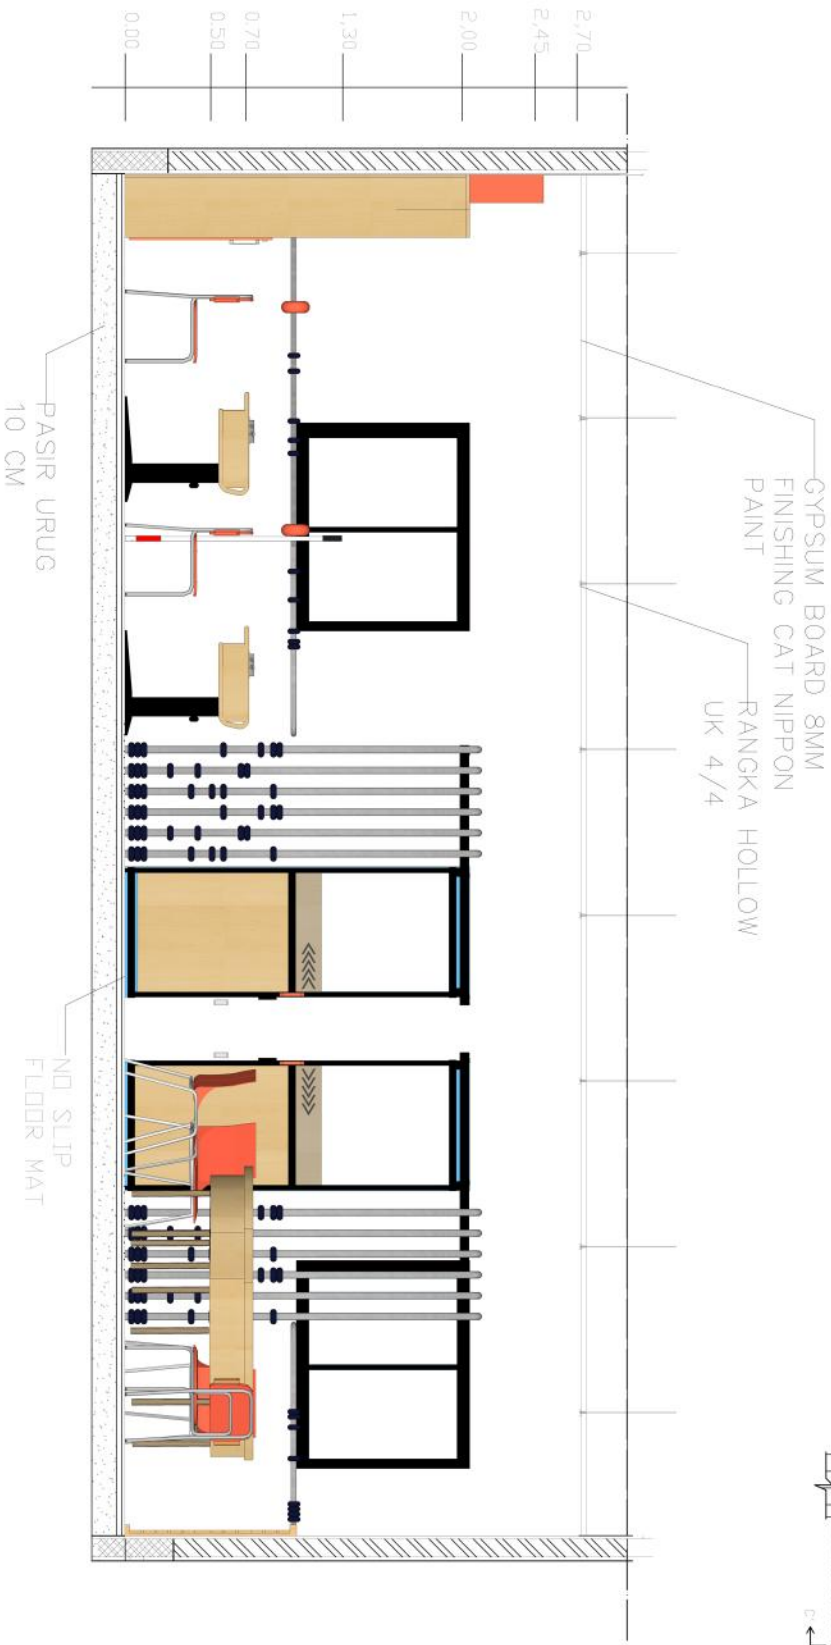 GYPSUM BOARD 8MM
FINISHING CAT NIPPON
PAINT
RANGKA HOLLOW
UK 4/4
2,70
2,45
2,00
1,30
0.70
0.50
0.00
PASIR URUG
10 CM
NO SLIP
FLOOR MAT